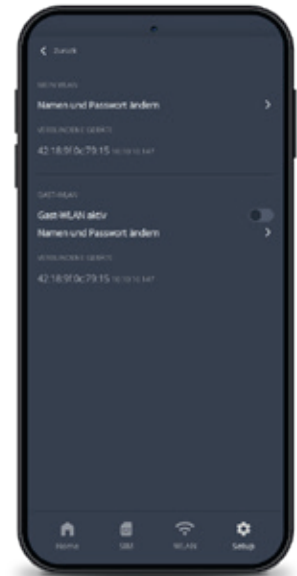 Zurück
MEIN WLAN
Namen und Passwort ändern
VERBUNDENE GERÄTE
42:18:9f:0c:79:15
GAST-WLAN
Gast-WLAN aktiv
Namen und Passwort ändern
VERBUNDENE GERÄTE
42:18:9f:0c:79:15
Home
SIM
WLAN
Setup